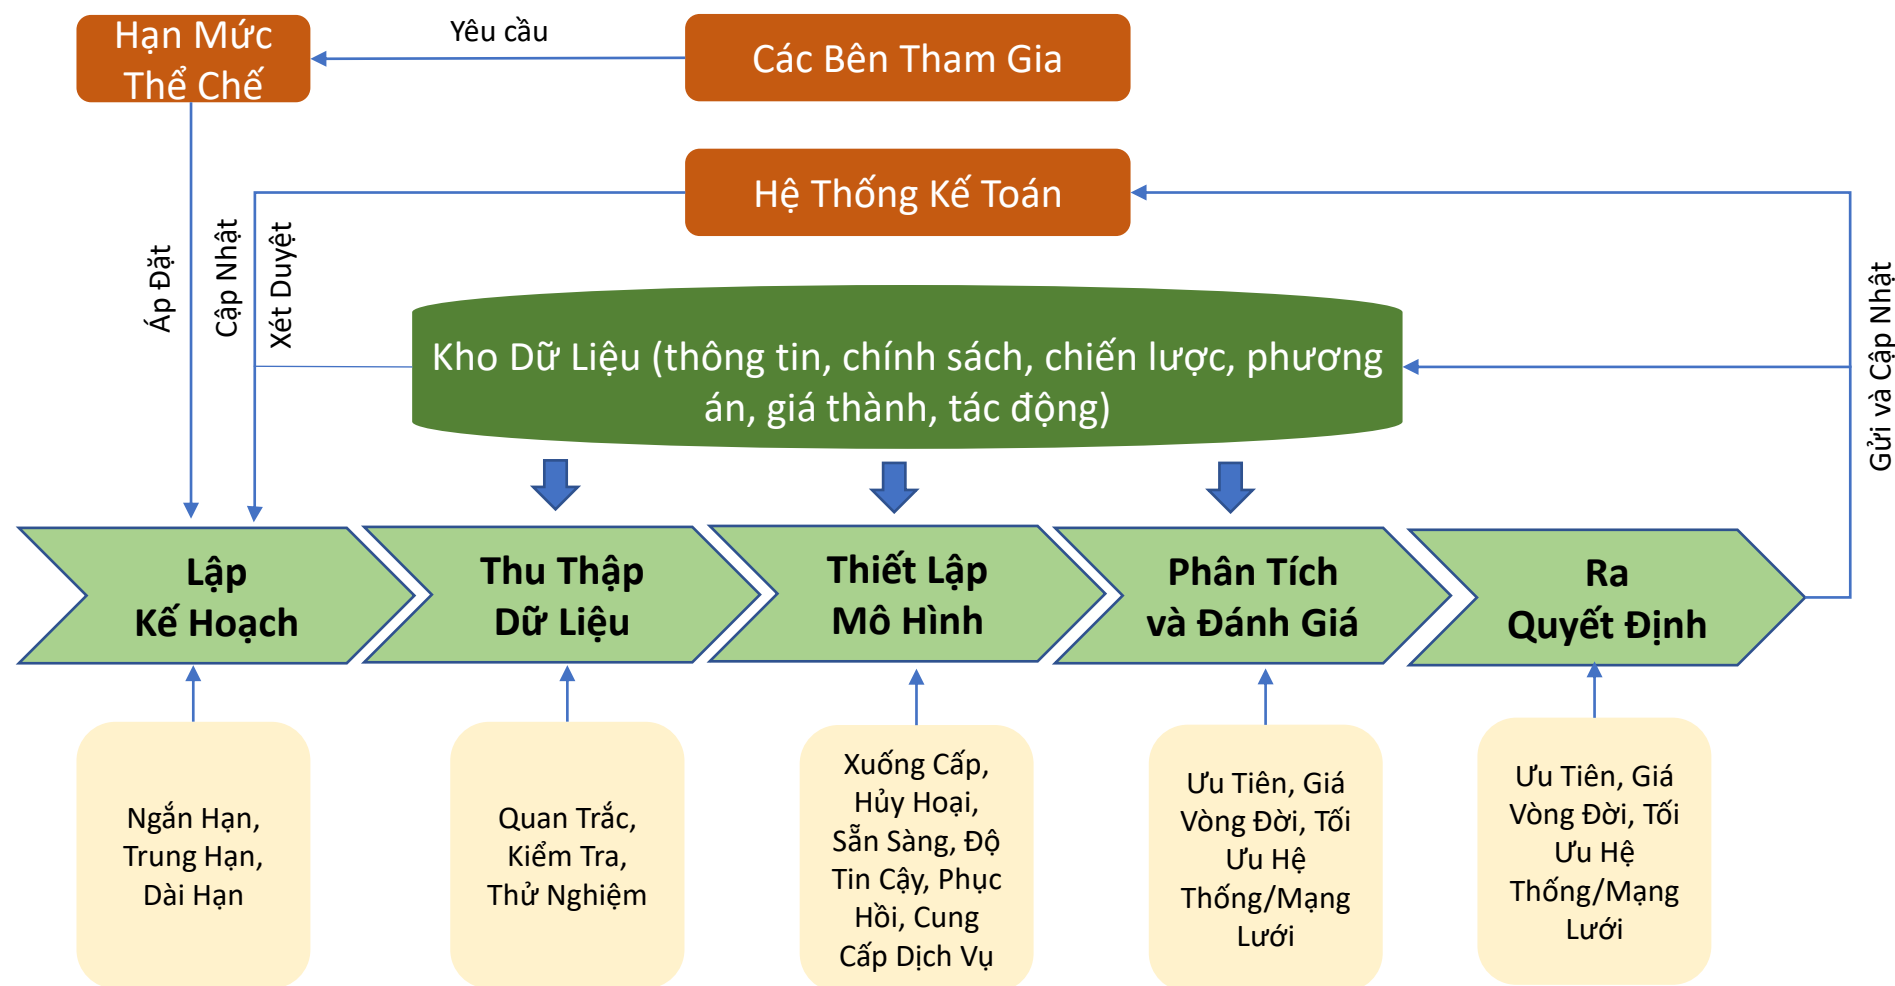 Hạn Mức
Thể Chế
Yêu cầu
Các Bên Tham Gia
Hệ Thống Kế Toán
Áp Đặt
Cập Nhật
Xét Duyệt
Kho Dữ Liệu (thông tin, chính sách, chiến lược, phương
án, giá thành, tác động)
Gửi và Cập Nhật
Lập
Kế Hoạch
Thu Thập
Dữ Liệu
Thiết Lập
Mô Hình
Phân Tích
và Đánh Giá
Ra
Quyết Định
Ngắn Hạn,
Trung Hạn,
Dài Hạn
Quan Trắc,
Kiểm Tra,
Thử Nghiệm
Xuống Cấp,
Hủy Hoại,
Sẵn Sàng, Độ
Tin Cậy, Phục
Hồi, Cung
Cấp Dịch Vụ
Ưu Tiên, Giá
Vòng Đời, Tối
Ưu Hệ
Thống/Mạng
Lưới
Ưu Tiên, Giá
Vòng Đời, Tối
Ưu Hệ
Thống/Mạng
Lưới